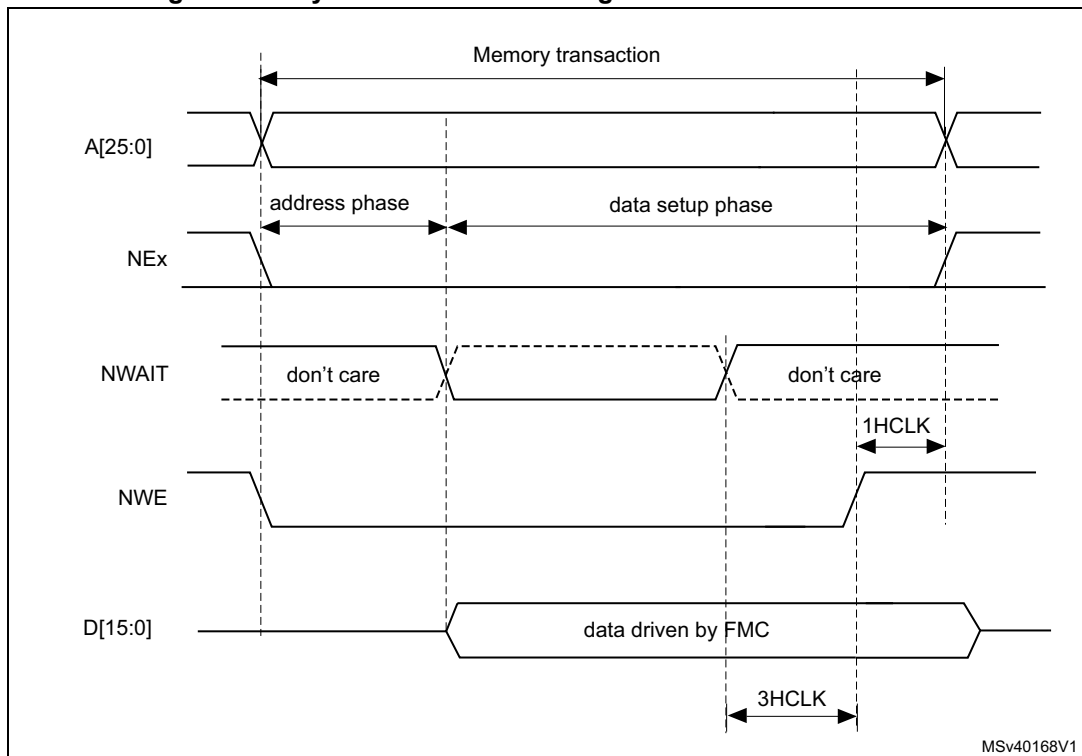 Memory transaction
A[25:0]
address phase
data setup phase
NEx
NWAIT
don't care
don't care
1HCLK
NWE
D[15:0]
data driven by FMC
3HCLK
MSv40168V1